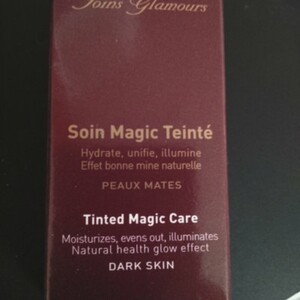 Soins Glamours
Soin Magic Teinté
Hydrate, unifie, illumine
Effet bonne mine naturelle
PEAUX MATES
Tinted Magic Care
Moisturizes, evens out, illuminates
Natural health glow effect
DARK SKIN